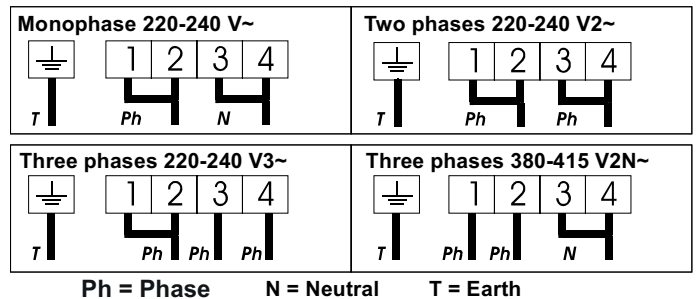 Monophase 220-240 V~
1 2 3 4
T Ph N
Two phases 220-240 V2~
1 2 3 4
T Ph Ph
Three phases 220-240 V3~
1 2 3 4
T Ph Ph Ph
Three phases 380-415 V2N~
1 2 3 4
T Ph Ph N
Ph = Phase N = Neutral T = Earth